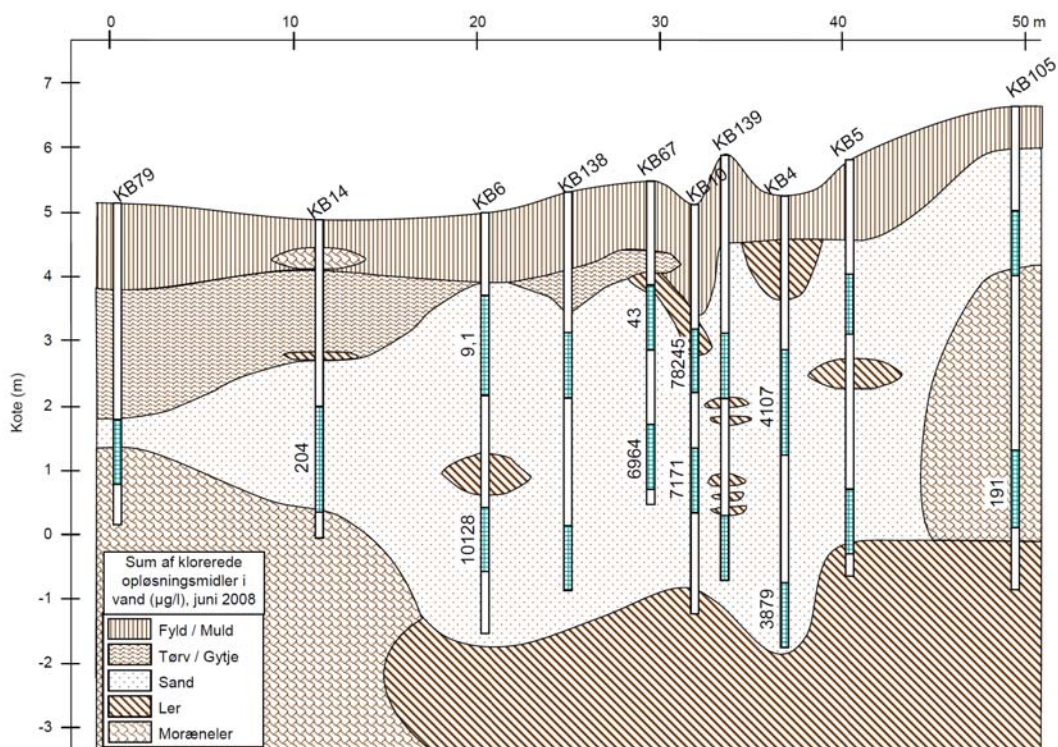 0 10 20 30 40 50 m
Kote (m)
7
6
5
4
3
2
1
0
-1
-2
-3
KB79
KB14
KB6
KB138
KB67
KB10
KB139
KB4
KB5
KB105
204
9,1
10128
43
6964
78245
7171
4107
3879
191
Sum af klorerede
opløsningsmidler i
vand (µg/l), juni 2008
Fyld / Muld
Tørv / Gytje
Sand
Ler
Moræneler